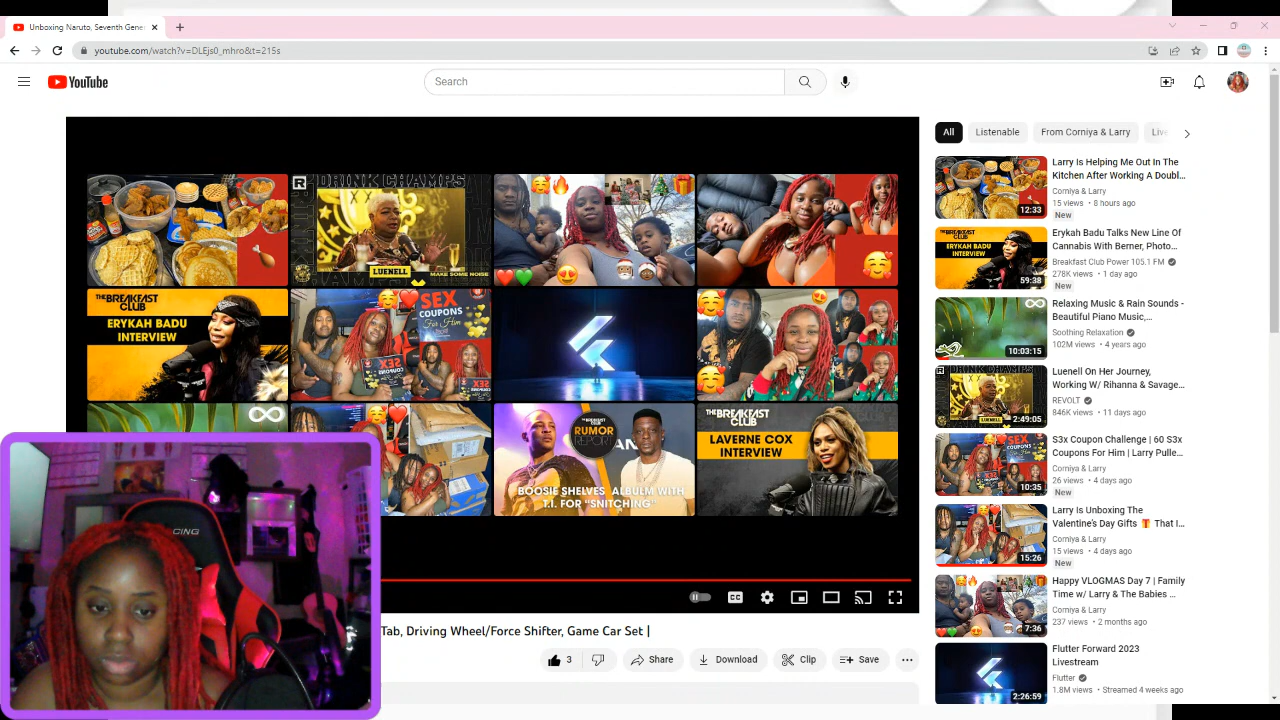 Unboxing Naruto, Seventh Gene
youtube.com/watch?v=DLEjs0_mhro&t=215s
YouTube
Search
All
Listenable
From Corniya & Larry
Live
DRINK CHAMPS
LUENELL
MAKE SOME NOISE
THE BREAKFAST
CLUB
ERYKAH BADU
INTERVIEW
SEX
COUPONS
For Him
RUMOR
REPORT
BOOSIE SHELVES ALBULM WITH
T.I. FOR "SNITCHING"
THE BREAKFAST
CLUB
LAVERNE COX
INTERVIEW
CC
Tab, Driving Wheel/Force Shifter, Game Car Set |
3
Share
Download
Clip
Save
12:33
Larry Is Helping Me Out In The
Kitchen After Working A Doubl...
Corniya & Larry
15 views • 8 hours ago
New
ERYKAH BADU
INTERVIEW
59:38
Erykah Badu Talks New Line Of
Cannabis With Berner, Photo...
Breakfast Club Power 105.1 FM
278K views • 1 day ago
New
10:03:15
Relaxing Music & Rain Sounds -
Beautiful Piano Music,...
Soothing Relaxation
102M views • 4 years ago
2:49:05
Luenell On Her Journey,
Working W/ Rihanna & Savage...
REVOLT
846K views • 11 days ago
10:35
S3x Coupon Challenge | 60 S3x
Coupons For Him | Larry Pulle...
Corniya & Larry
26 views • 4 days ago
New
15:26
Larry Is Unboxing The
Valentine's Day Gifts 🎁 That I...
Corniya & Larry
15 views • 4 days ago
New
7:36
Happy VLOGMAS Day 7 | Family
Time w/ Larry & The Babies ...
Corniya & Larry
237 views • 2 months ago
2:26:59
Flutter Forward 2023
Livestream
Flutter
1.8M views • Streamed 4 weeks ago